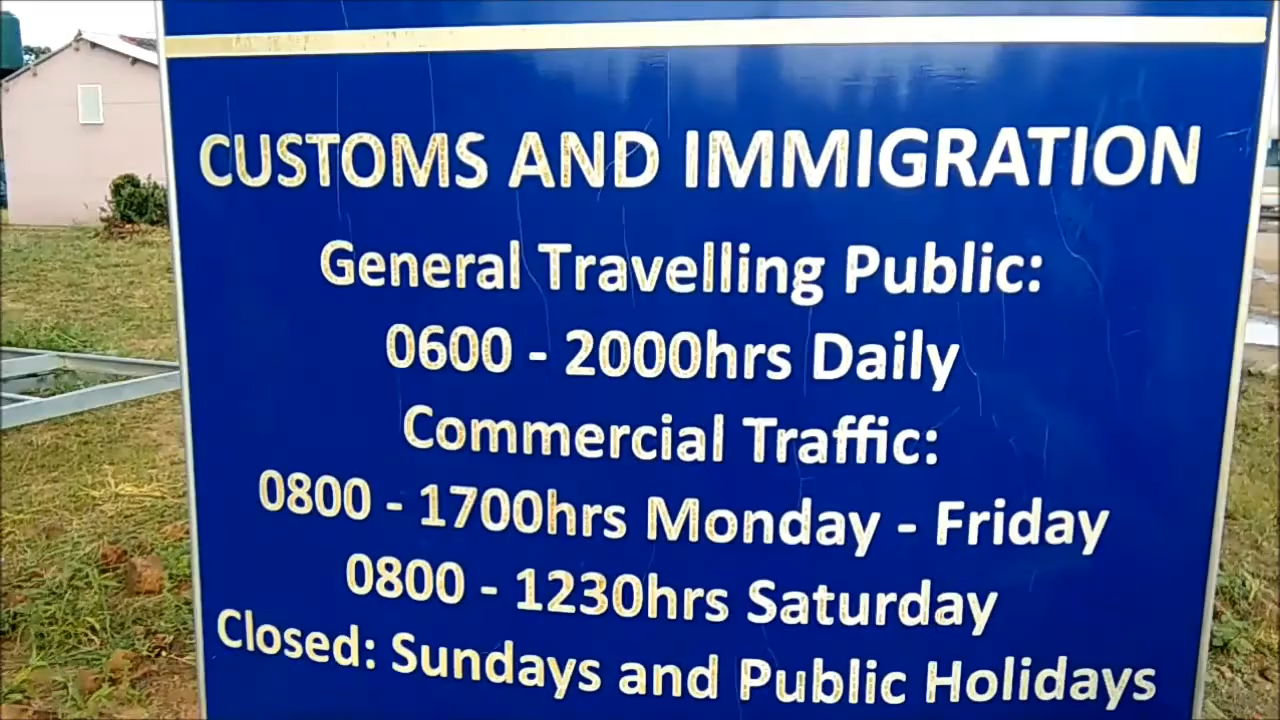 CUSTOMS AND IMMIGRATION
General Travelling Public:
0600 - 2000hrs Daily
Commercial Traffic:
0800 - 1700hrs Monday - Friday
0800 - 1230hrs Saturday
Closed: Sundays and Public Holidays